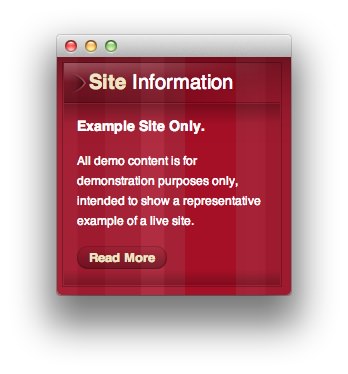 Site Information
Example Site Only.
All demo content is for
demonstration purposes only,
intended to show a representative
example of a live site.
Read More